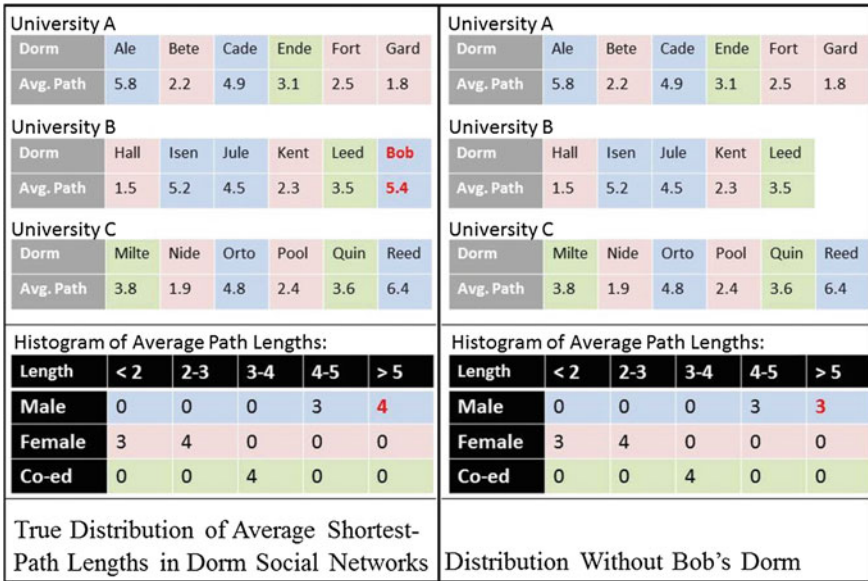 University A
Dorm Ale Bete Cade Ende Fort Gard
Avg. Path 5.8 2.2 4.9 3.1 2.5 1.8
University B
Dorm Hall Isen Jule Kent Leed Bob
Avg. Path 1.5 5.2 4.5 2.3 3.5 5.4
University C
Dorm Milte Nide Orto Pool Quin Reed
Avg. Path 3.8 1.9 4.8 2.4 3.6 6.4
Histogram of Average Path Lengths:
Length < 2 2-3 3-4 4-5 > 5
Male 0 0 0 3 4
Female 3 4 0 0 0
Co-ed 0 0 4 0 0
True Distribution of Average Shortest-
Path Lengths in Dorm Social Networks
University A
Dorm Ale Bete Cade Ende Fort Gard
Avg. Path 5.8 2.2 4.9 3.1 2.5 1.8
University B
Dorm Hall Isen Jule Kent Leed
Avg. Path 1.5 5.2 4.5 2.3 3.5
University C
Dorm Milte Nide Orto Pool Quin Reed
Avg. Path 3.8 1.9 4.8 2.4 3.6 6.4
Histogram of Average Path Lengths:
Length < 2 2-3 3-4 4-5 > 5
Male 0 0 0 3 3
Female 3 4 0 0 0
Co-ed 0 0 4 0 0
Distribution Without Bob's Dorm